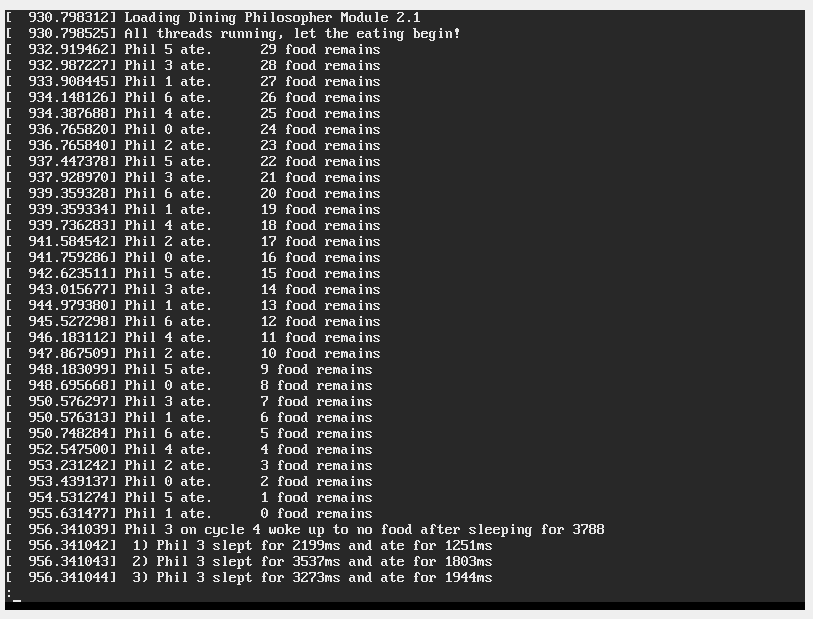 [  930.798312] Loading Dining Philosopher Module 2.1
[  930.798525] All threads running, let the eating begin!
[  932.919462] Phil 5 ate.      29 food remains
[  932.987227] Phil 3 ate.      28 food remains
[  933.908445] Phil 1 ate.      27 food remains
[  934.148126] Phil 6 ate.      26 food remains
[  934.387688] Phil 4 ate.      25 food remains
[  936.765820] Phil 0 ate.      24 food remains
[  936.765840] Phil 2 ate.      23 food remains
[  937.447378] Phil 5 ate.      22 food remains
[  937.928970] Phil 3 ate.      21 food remains
[  939.359328] Phil 6 ate.      20 food remains
[  939.359334] Phil 1 ate.      19 food remains
[  939.736283] Phil 4 ate.      18 food remains
[  941.584542] Phil 2 ate.      17 food remains
[  941.759286] Phil 0 ate.      16 food remains
[  942.623511] Phil 5 ate.      15 food remains
[  943.015677] Phil 3 ate.      14 food remains
[  944.979380] Phil 1 ate.      13 food remains
[  945.527298] Phil 6 ate.      12 food remains
[  946.183112] Phil 4 ate.      11 food remains
[  947.867509] Phil 2 ate.      10 food remains
[  948.183099] Phil 5 ate.      9 food remains
[  948.695668] Phil 0 ate.      8 food remains
[  950.576297] Phil 3 ate.      7 food remains
[  950.576313] Phil 1 ate.      6 food remains
[  950.748284] Phil 6 ate.      5 food remains
[  952.547500] Phil 4 ate.      4 food remains
[  953.231242] Phil 2 ate.      3 food remains
[  953.439137] Phil 0 ate.      2 food remains
[  954.531274] Phil 5 ate.      1 food remains
[  955.631477] Phil 1 ate.      0 food remains
[  956.341039] Phil 3 on cycle 4 woke up to no food after sleeping for 3788
[  956.341042]  1) Phil 3 slept for 2199ms and ate for 1251ms
[  956.341043]  2) Phil 3 slept for 3537ms and ate for 1803ms
[  956.341044]  3) Phil 3 slept for 3273ms and ate for 1944ms
:_